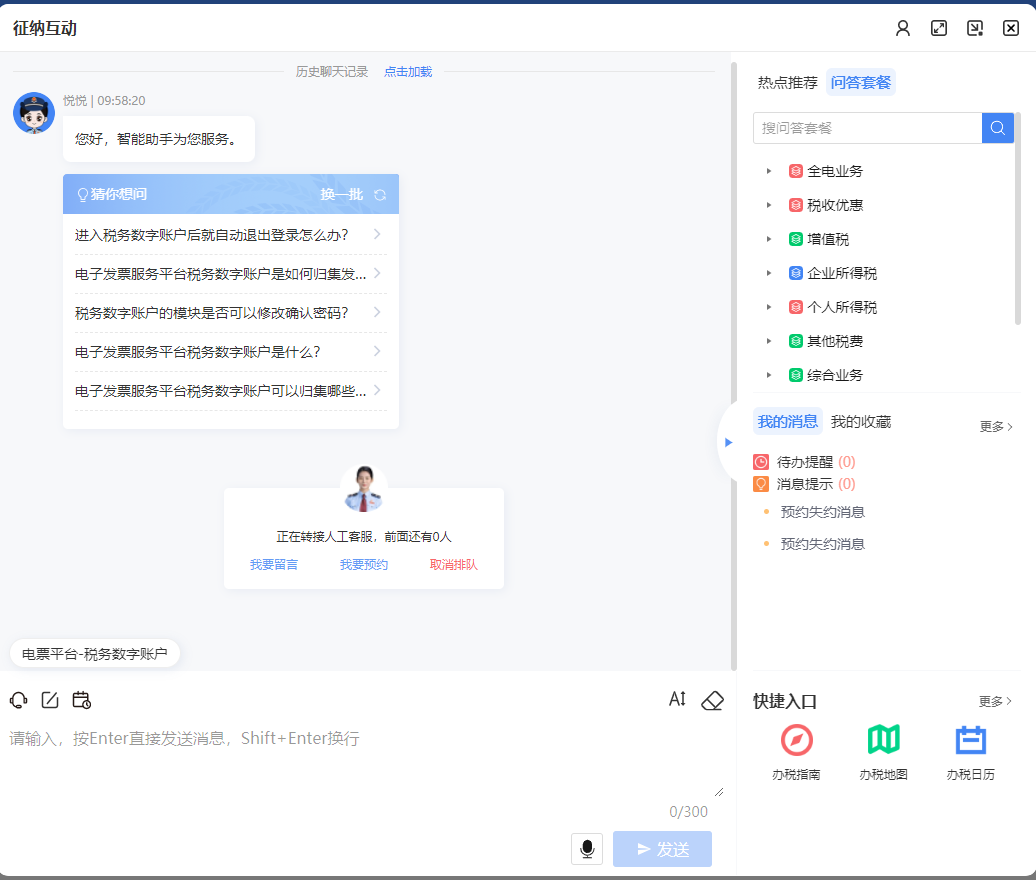 征纳互动
历史聊天记录 点击加载
悦悦 | 09:58:20
您好，智能助手为您服务。
猜你想问 换一批
进入税务数字账户后就自动退出登录怎么办?
电子发票服务平台税务数字账户是如何归集发...
税务数字账户的模块是否可以修改确认密码?
电子发票服务平台税务数字账户是什么?
电子发票服务平台税务数字账户可以归集哪些...
正在转接人工客服，前面还有0人
我要留言 我要预约 取消排队
电票平台-税务数字账户
请输入，按Enter直接发送消息，Shift+Enter换行
0/300
发送
热点推荐 问答套餐
搜问答套餐
全电业务
税收优惠
增值税
企业所得税
个人所得税
其他税费
综合业务
我的消息 我的收藏 更多
待办提醒 (0)
消息提示 (0)
预约失约消息
预约失约消息
快捷入口 更多
办税指南 办税地图 办税日历